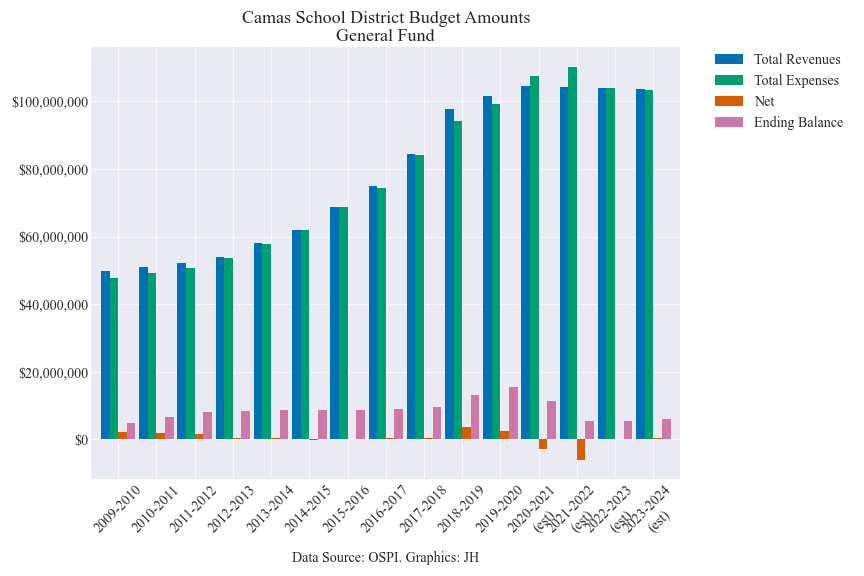 Camas School District Budget Amounts
General Fund
Total Revenues
Total Expenses
Net
Ending Balance
$100,000,000
$80,000,000
$60,000,000
$40,000,000
$20,000,000
$0
2009-2010
2010-2011
2011-2012
2012-2013
2013-2014
2014-2015
2015-2016
2016-2017
2017-2018
2018-2019
2019-2020
2020-2021
(est)
2021-2022
(est)
2022-2023
(est)
2023-2024
(est)
Data Source: OSPI. Graphics: JH